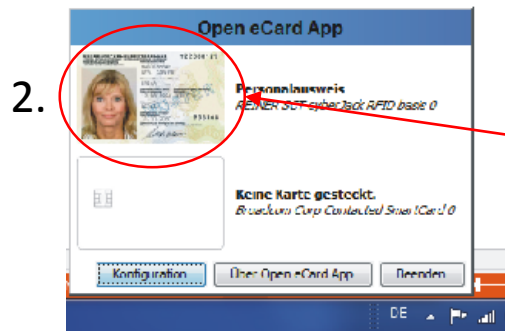 Open eCard App
2.
Personalausweis
REINER SCT cyberJack RFID basis 0
Keine Karte gesteckt.
Broadcom Corp Contacted SmartCard 0
Konfiguration
Über Open eCard App
Beenden
DE